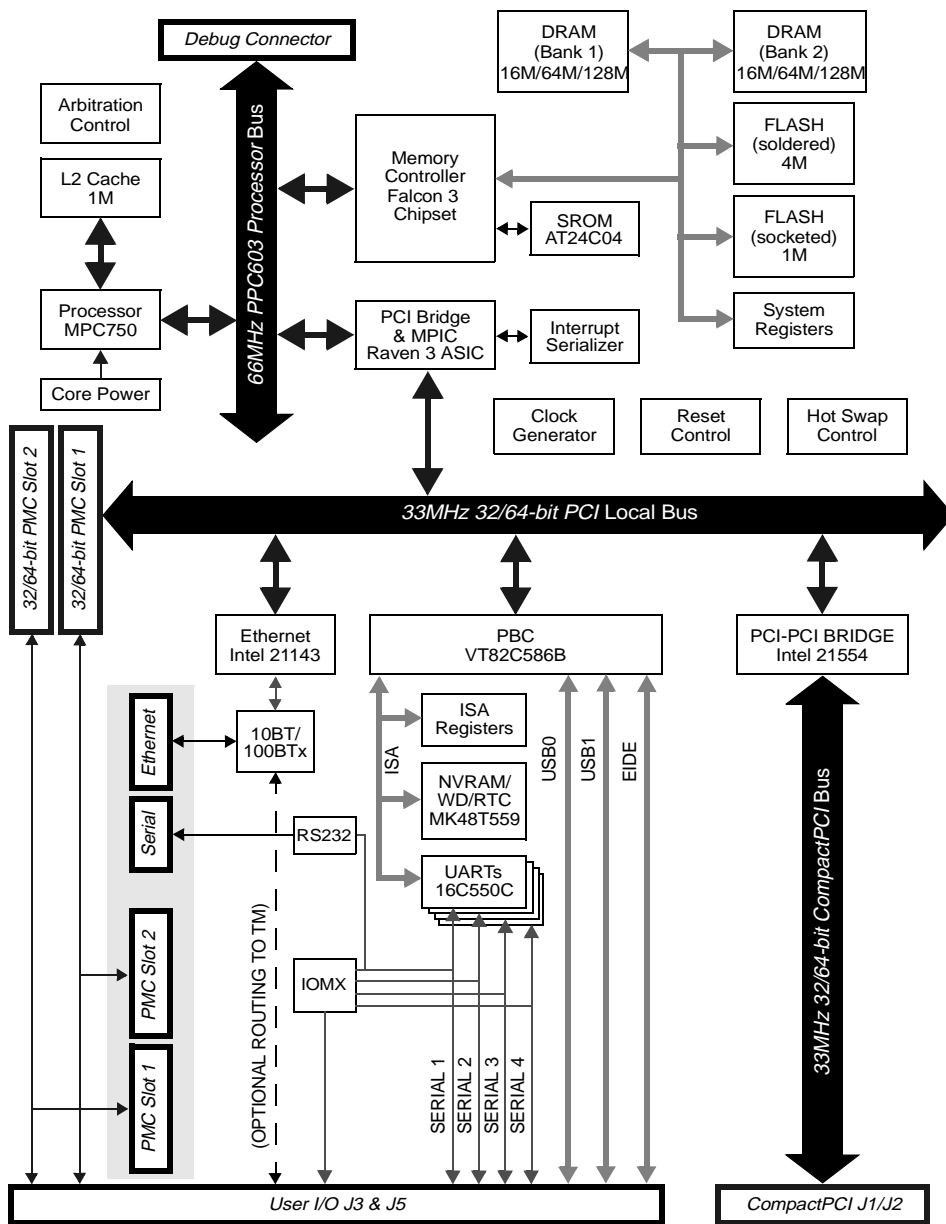 Debug Connector
DRAM
(Bank 1)
16M/64M/128M
DRAM
(Bank 2)
16M/64M/128M
Arbitration
Control
66MHz PPC603 Processor Bus
Memory
Controller
Falcon 3
Chipset
FLASH
(soldered)
4M
L2 Cache
1M
SROM
AT24C04
FLASH
(socketed)
1M
Processor
MPC750
PCI Bridge
& MPIC
Raven 3 ASIC
Interrupt
Serializer
System
Registers
Core Power
Clock
Generator
Reset
Control
Hot Swap
Control
32/64-bit PMC Slot 2
32/64-bit PMC Slot 1
33MHz 32/64-bit PCI Local Bus
Ethernet
Intel 21143
PBC
VT82C586B
PCI-PCI BRIDGE
Intel 21554
Ethernet
10BT/
100BTx
ISA
ISA
Registers
USB0
USB1
EIDE
NVRAM/
WD/RTC
MK48T559
Serial
RS232
UARTs
16C550C
33MHz 32/64-bit CompactPCI Bus
PMC Slot 2
(OPTIONAL ROUTING TO TM)
IOMX
PMC Slot 1
SERIAL 1
SERIAL 2
SERIAL 3
SERIAL 4
User I/O J3 & J5
CompactPCI J1/J2